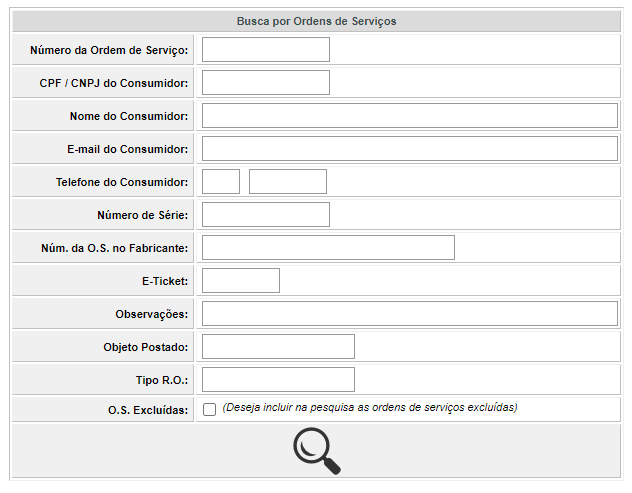 Busca por Ordens de Serviços
Número da Ordem de Serviço:
CPF / CNPJ do Consumidor:
Nome do Consumidor:
E-mail do Consumidor:
Telefone do Consumidor:
Número de Série:
Núm. da O.S. no Fabricante:
E-Ticket:
Observações:
Objeto Postado:
Tipo R.O.:
O.S. Excluídas: (Deseja incluir na pesquisa as ordens de serviços excluídas)